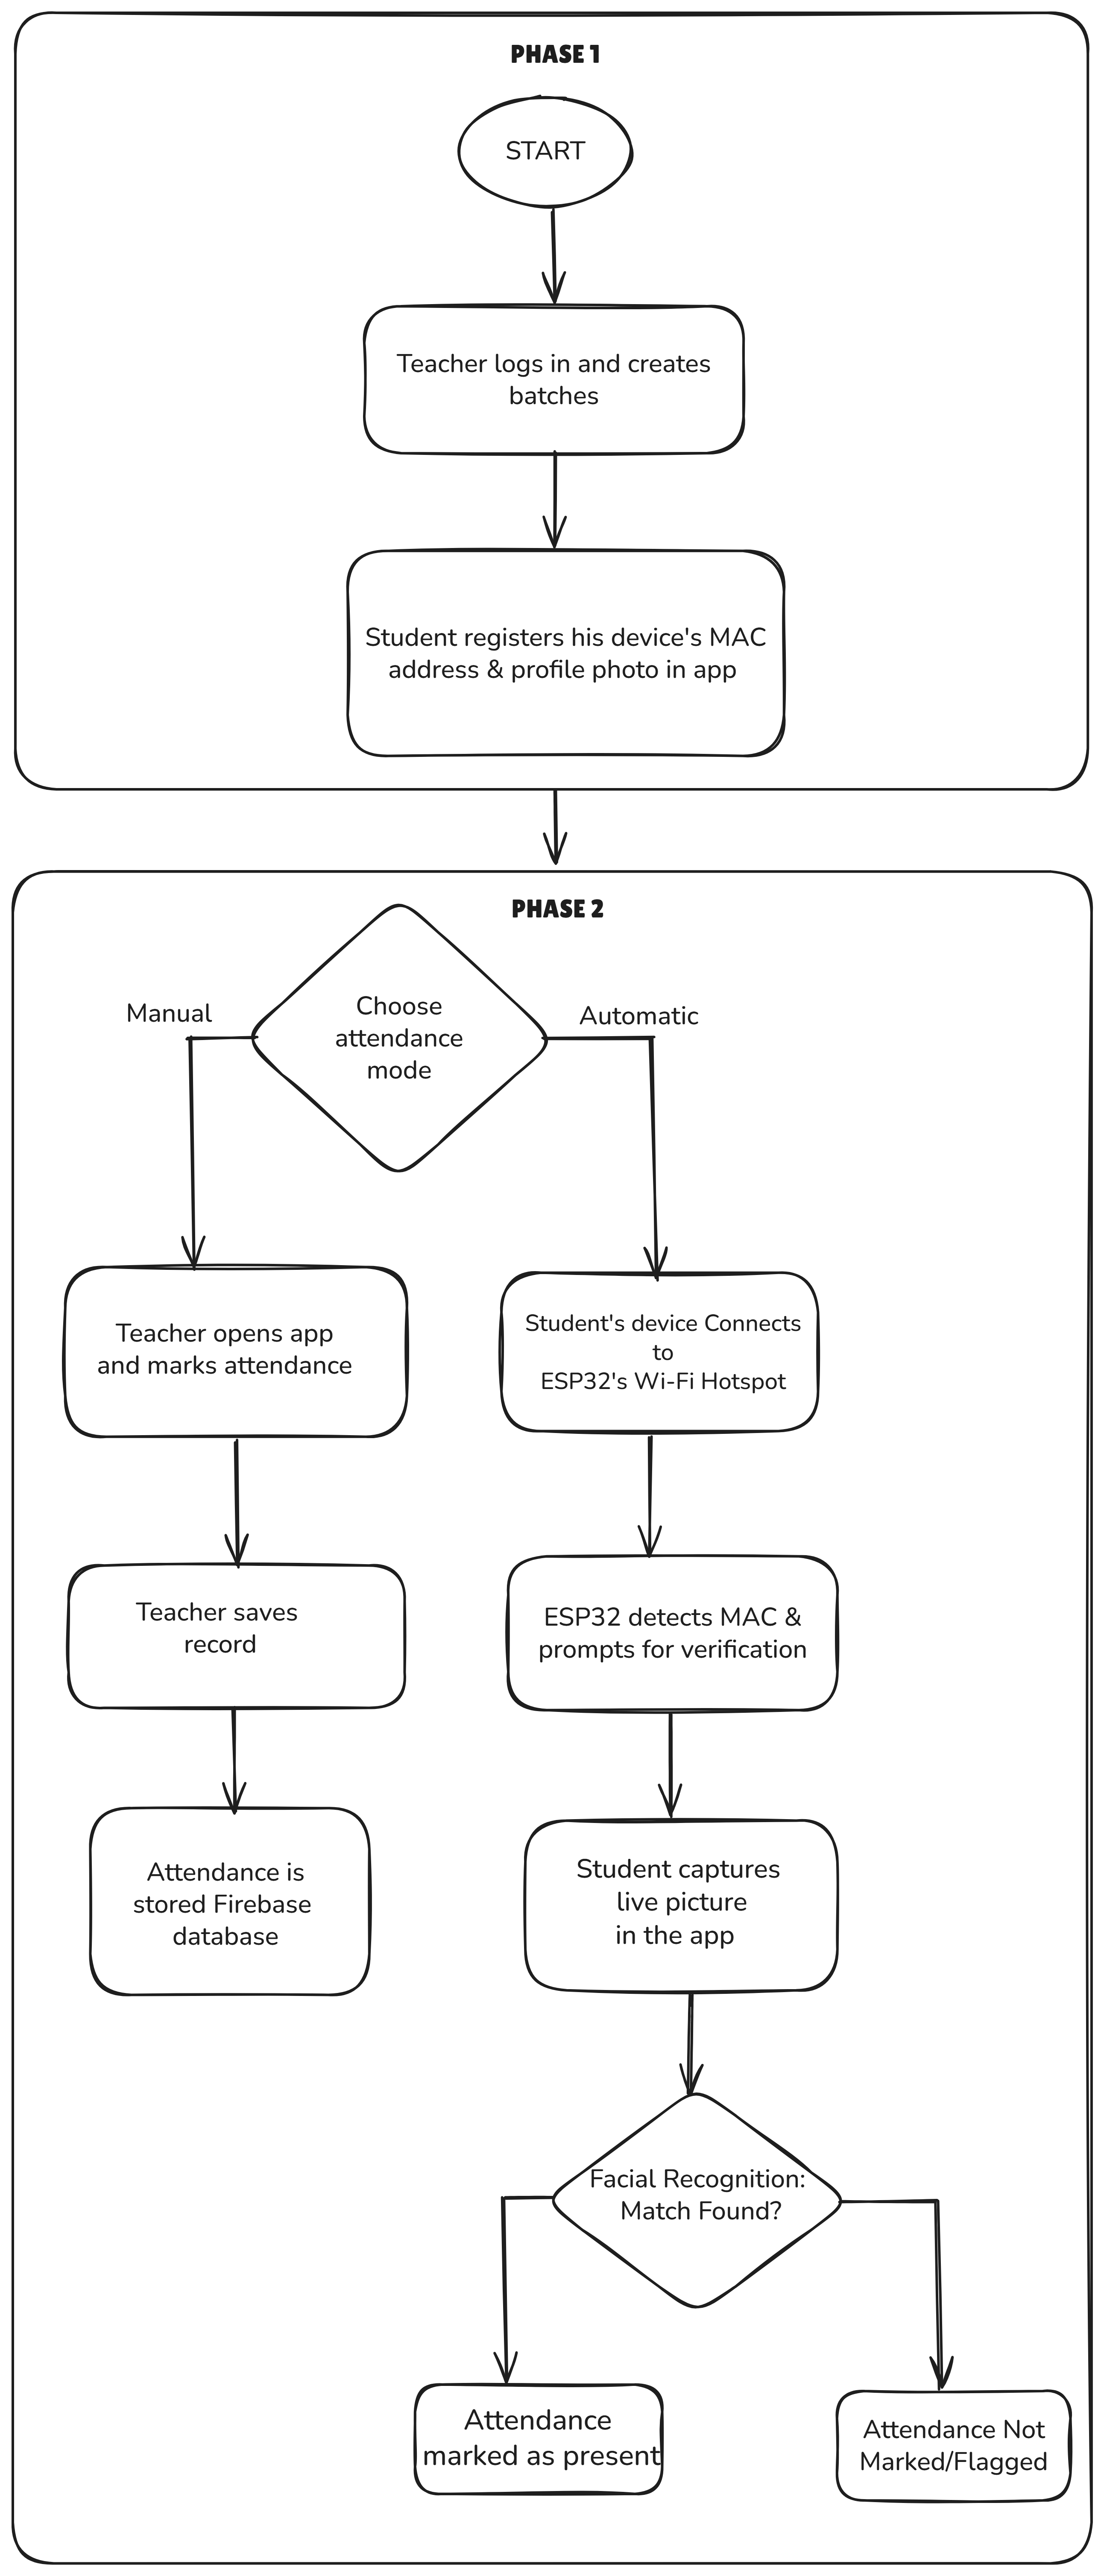 PHASE 1
START
Teacher logs in and creates
batches
Student registers his device's MAC
address & profile photo in app
PHASE 2
Choose
attendance
mode
Manual
Automatic
Teacher opens app
and marks attendance
Teacher saves
record
Attendance is
stored Firebase
database
Student's device Connects
to
ESP32's Wi-Fi Hotspot
ESP32 detects MAC &
prompts for verification
Student captures
live picture
in the app
Facial Recognition:
Match Found?
Attendance
marked as present
Attendance Not
Marked/Flagged